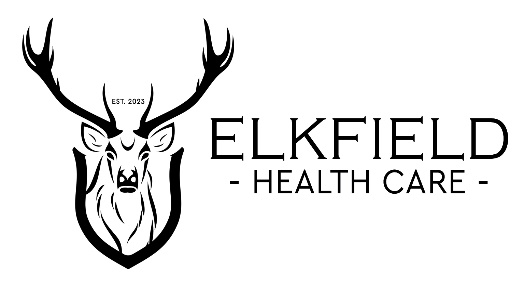 EST. 2023
ELKFIELD
- HEALTH CARE -